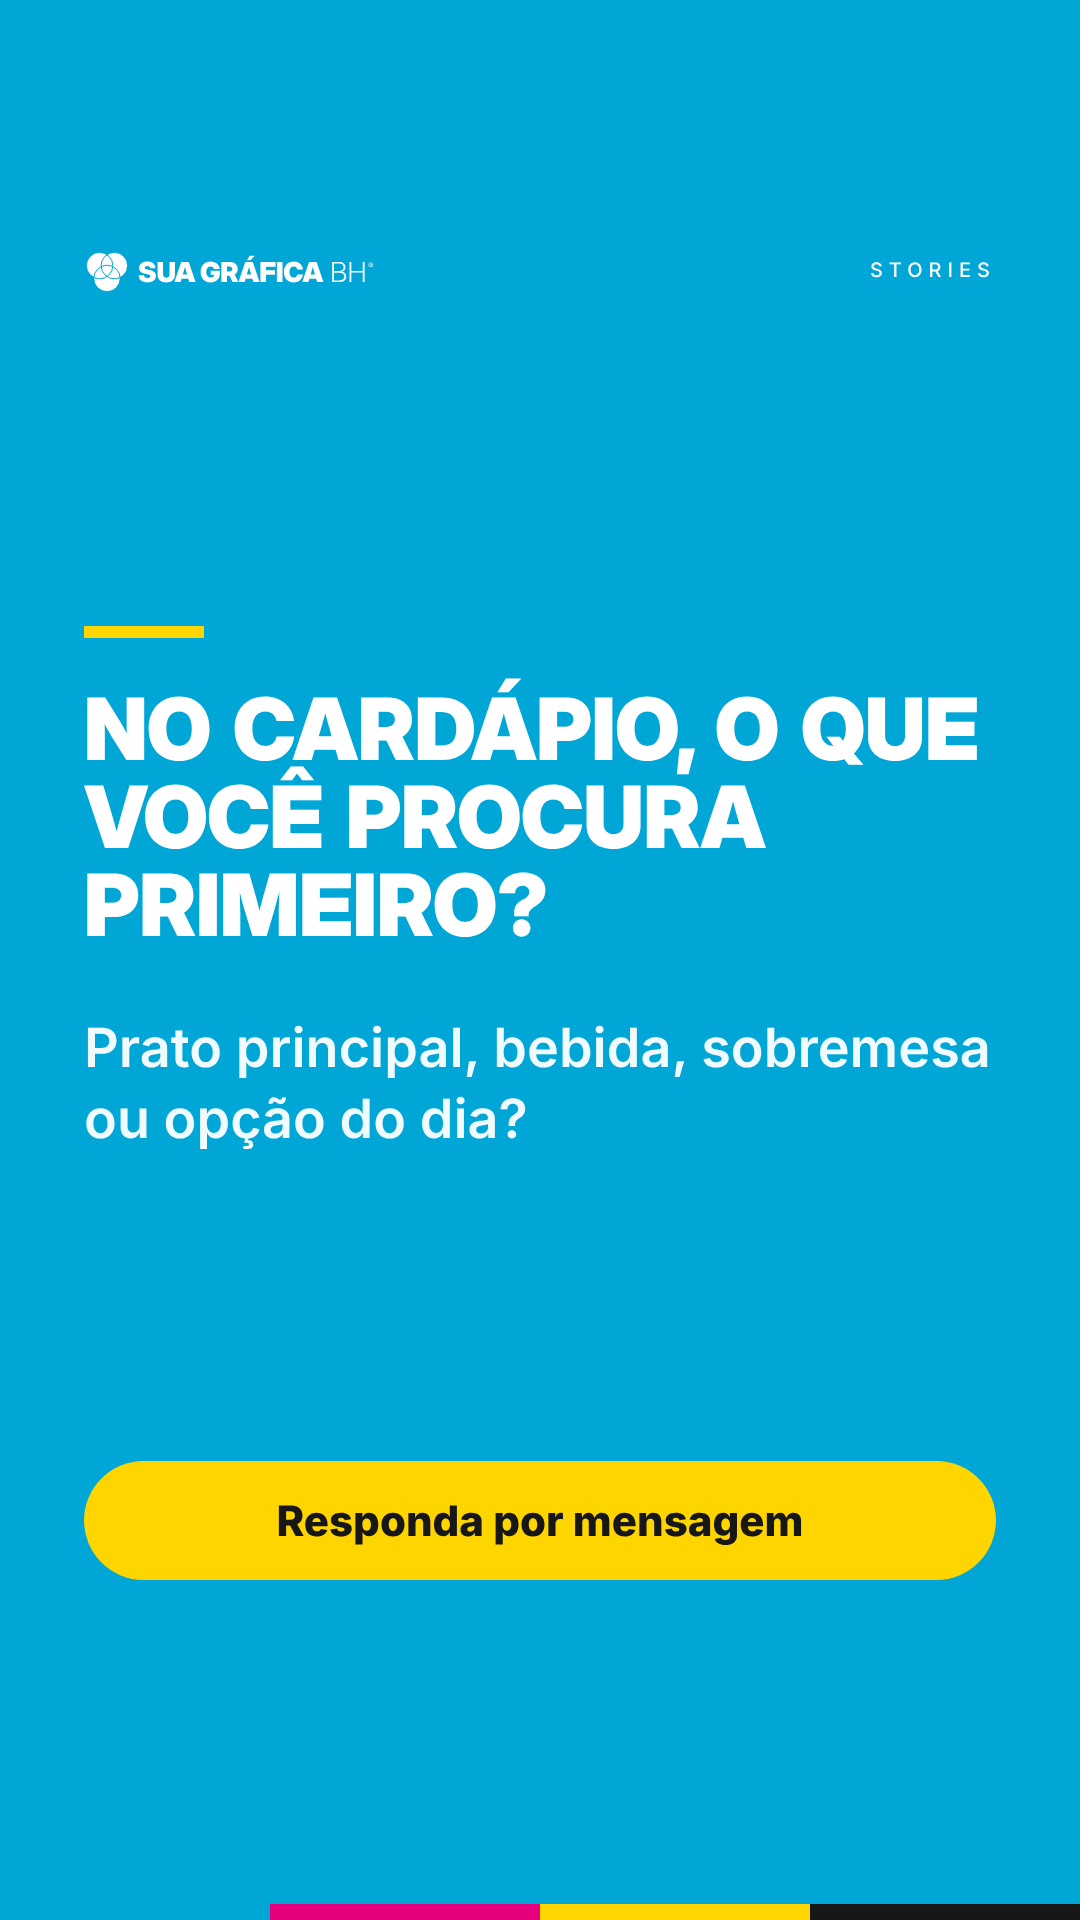 SUA GRÁFICA BH®
STORIES
NO CARDÁPIO, O QUE
VOCÊ PROCURA
PRIMEIRO?
Prato principal, bebida, sobremesa
ou opção do dia?
Responda por mensagem